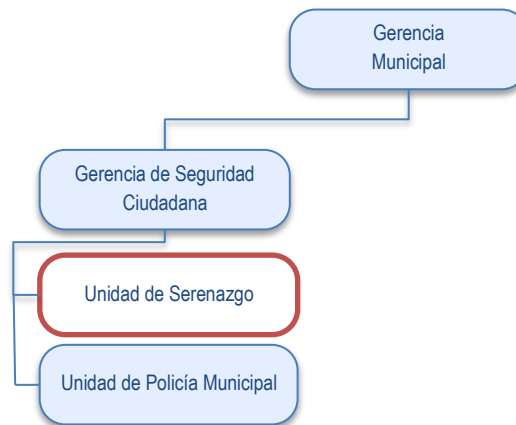 Gerencia
Municipal
Gerencia de Seguridad
Ciudadana
Unidad de Serenazgo
Unidad de Policía Municipal